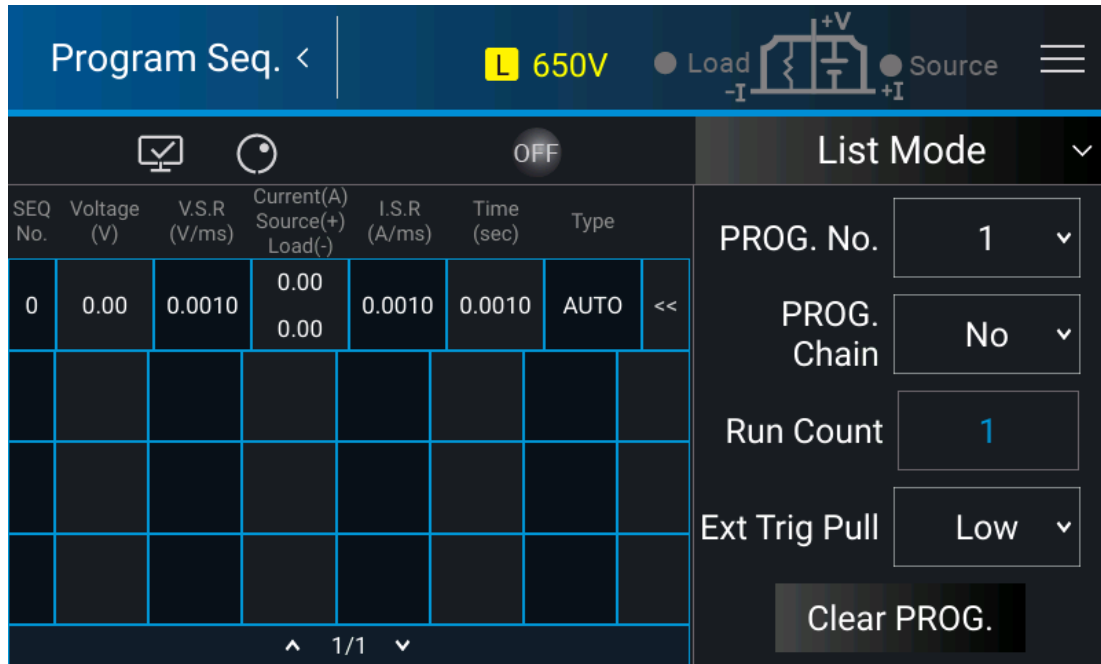 Program Seq. <
L 650V
Load
-I
+V
+I
Source
OFF
List Mode
SEQ No.
Voltage (V)
V.S.R (V/ms)
Current(A) Source(+) Load(-)
I.S.R (A/ms)
Time (sec)
Type
0 0.00 0.0010 0.00 0.00 0.0010 0.0010 AUTO <<
1/1
PROG. No. 1
PROG. Chain No
Run Count 1
Ext Trig Pull Low
Clear PROG.